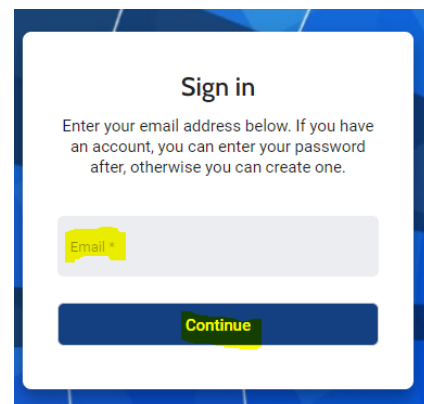 Sign in
Enter your email address below. If you have
an account, you can enter your password
after, otherwise you can create one.
Email *
Continue